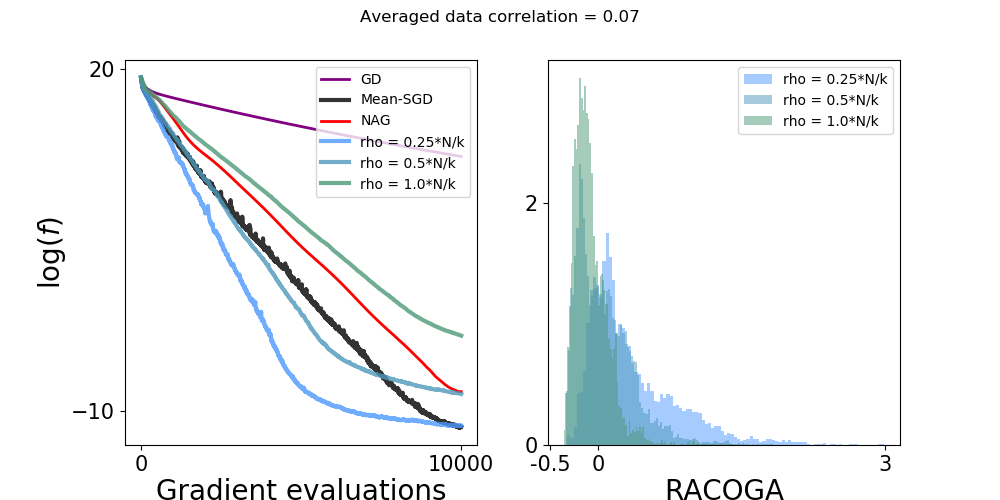 Averaged data correlation = 0.07
20
−10
log(f)
0
10000
Gradient evaluations
GD
Mean-SGD
NAG
rho = 0.25*N/k
rho = 0.5*N/k
rho = 1.0*N/k
2
0
-0.5
0
3
RACOGA
rho = 0.25*N/k
rho = 0.5*N/k
rho = 1.0*N/k